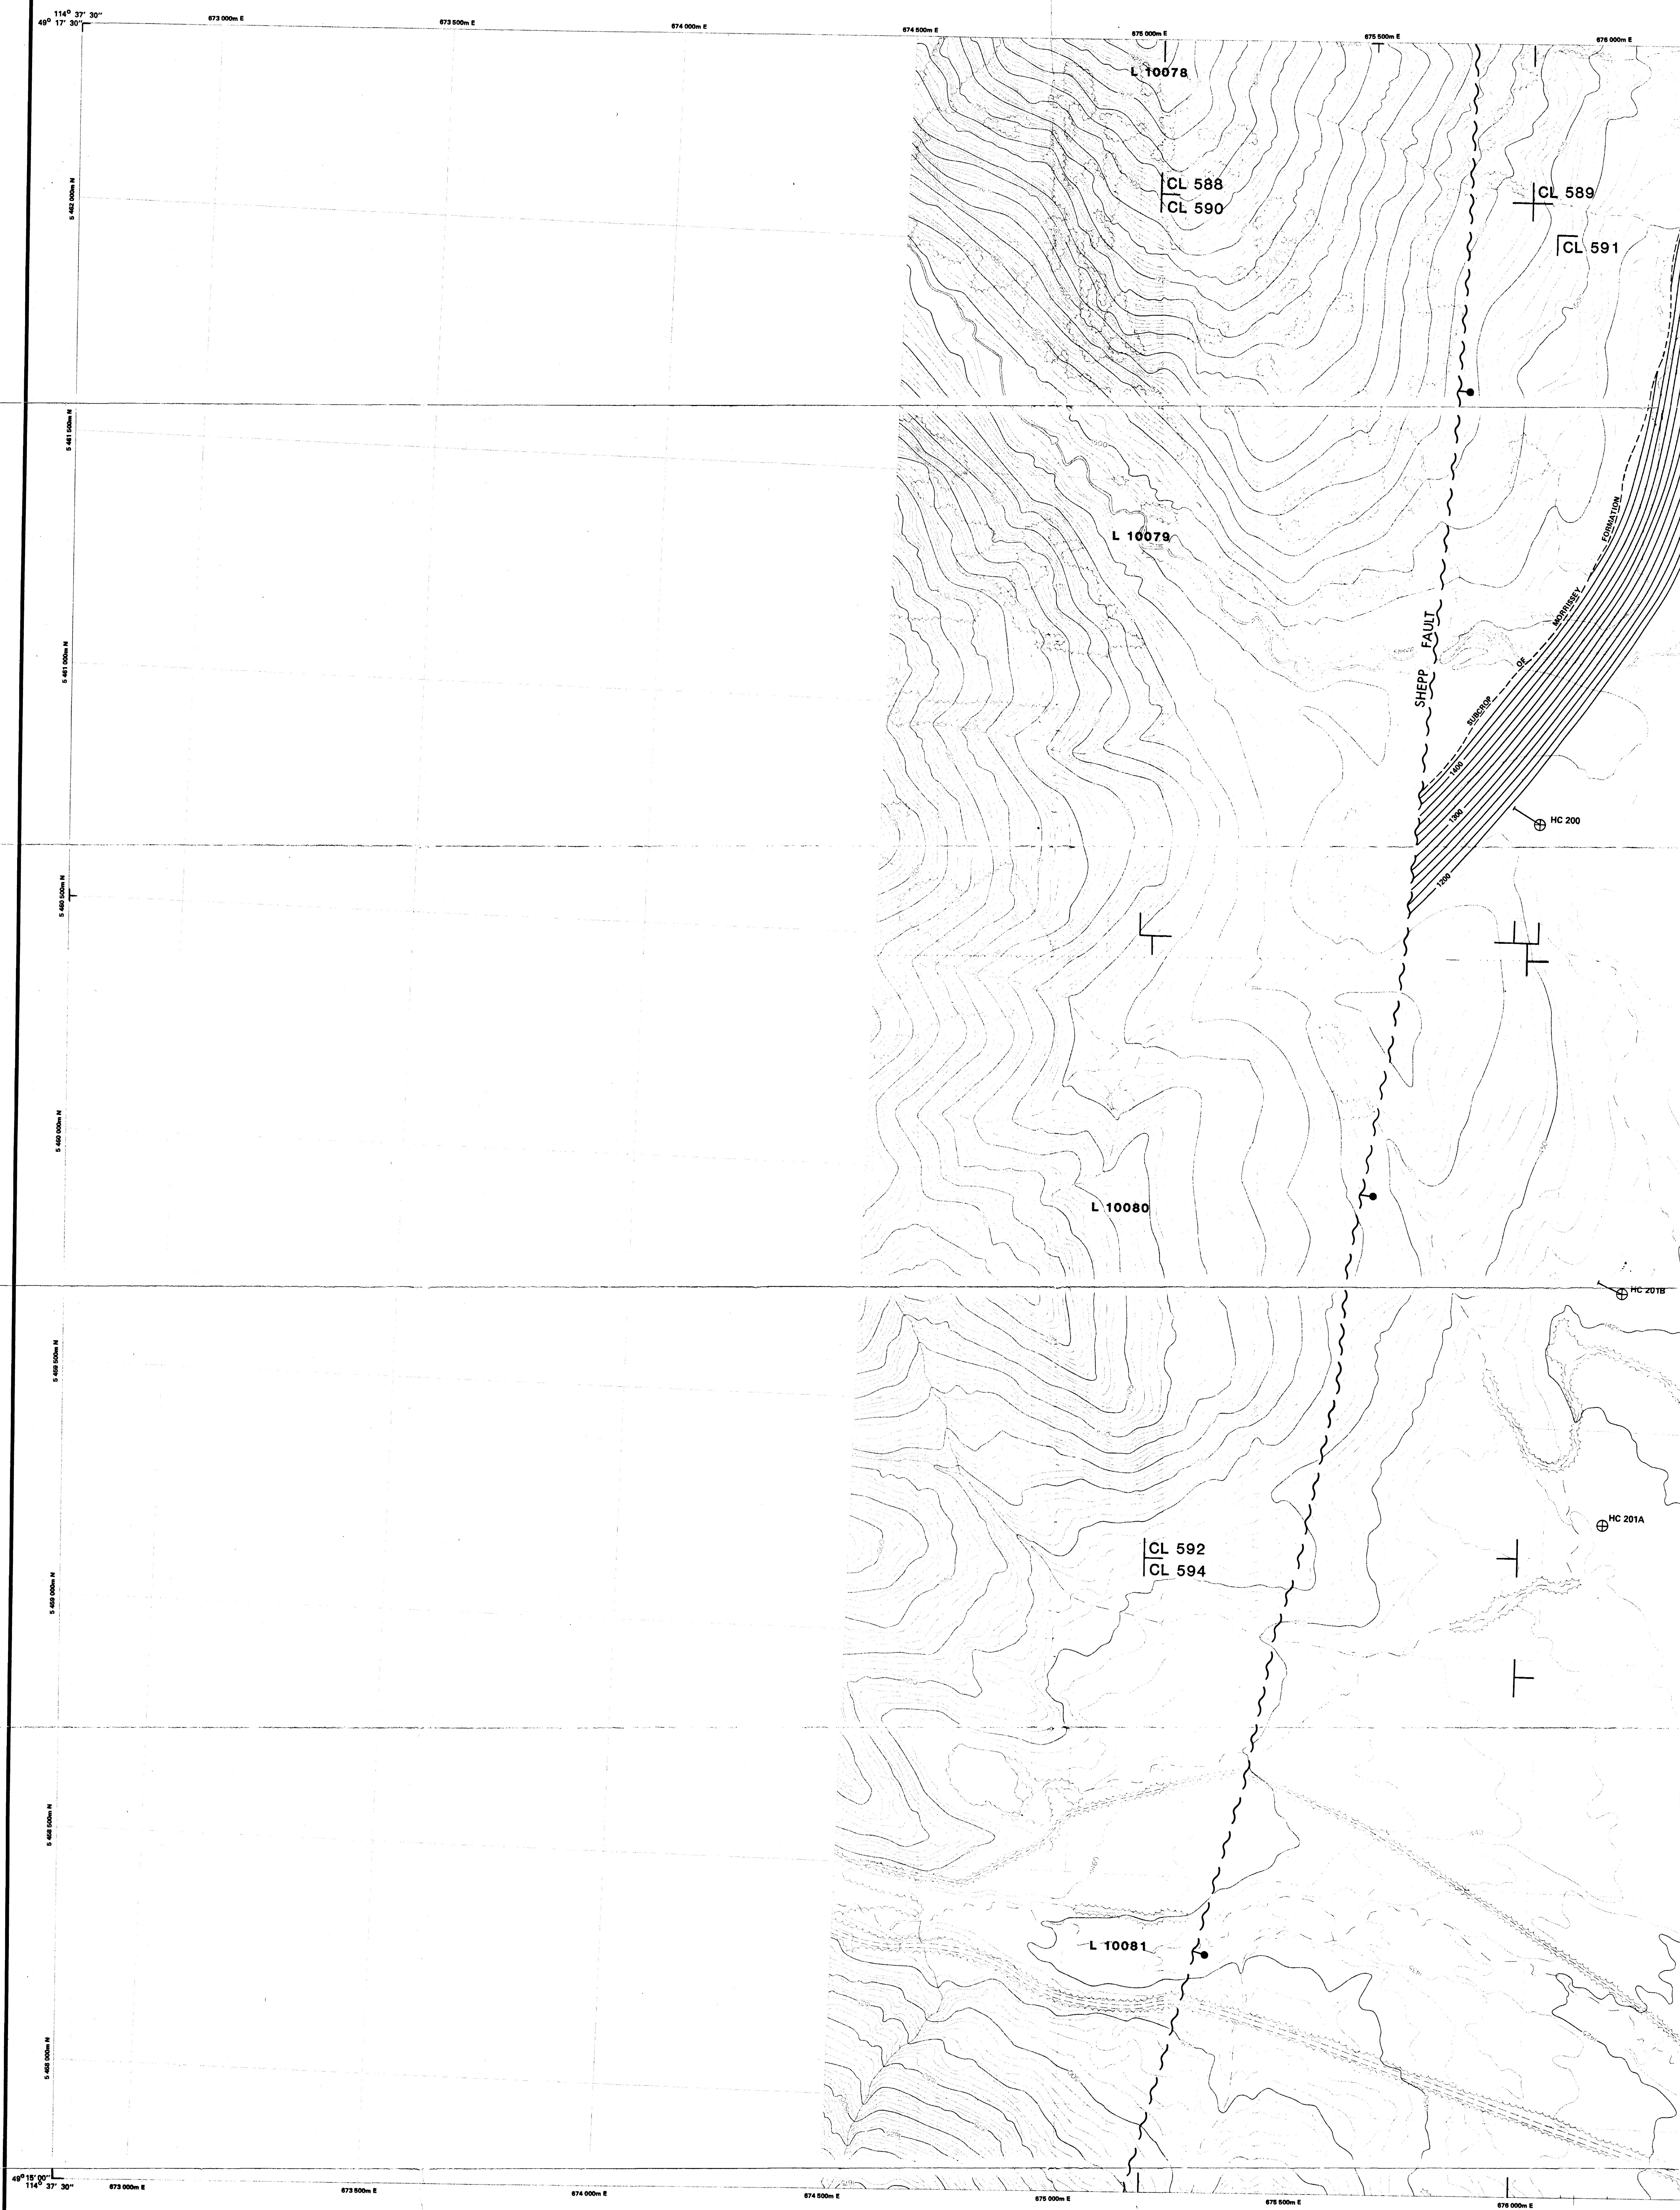 114° 37' 30"
49° 17' 30"
673 000m E
673 500m E
674 000m E
674 500m E
675 000m E
675 500m E
676 000m E
L 10078
CL 588
CL 590
CL 589
CL 591
5 462 000m N
5 461 500m N
L 10079
SHEPP FAULT
SUBCROP OF MORRISSEY FORMATION
5 461 000m N
1400
1300
1200
HC 200
5 460 500m N
5 460 000m N
L 10080
HC 201B
5 459 500m N
HC 201A
CL 592
CL 594
5 459 000m N
5 458 500m N
L 10081
5 458 000m N
49° 15' 00"
114° 37' 30"
673 000m E
673 500m E
674 000m E
674 500m E
675 000m E
675 500m E
676 000m E